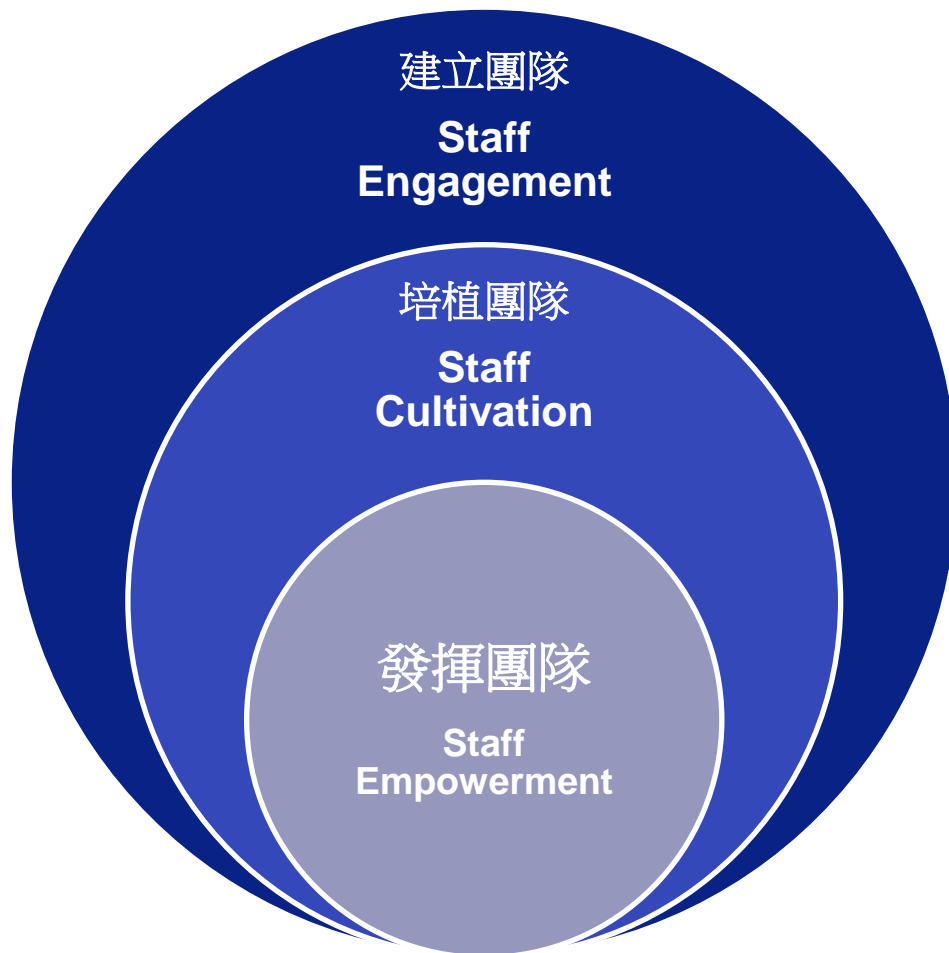 建立團隊
Staff
Engagement
培植團隊
Staff
Cultivation
發揮團隊
Staff
Empowerment